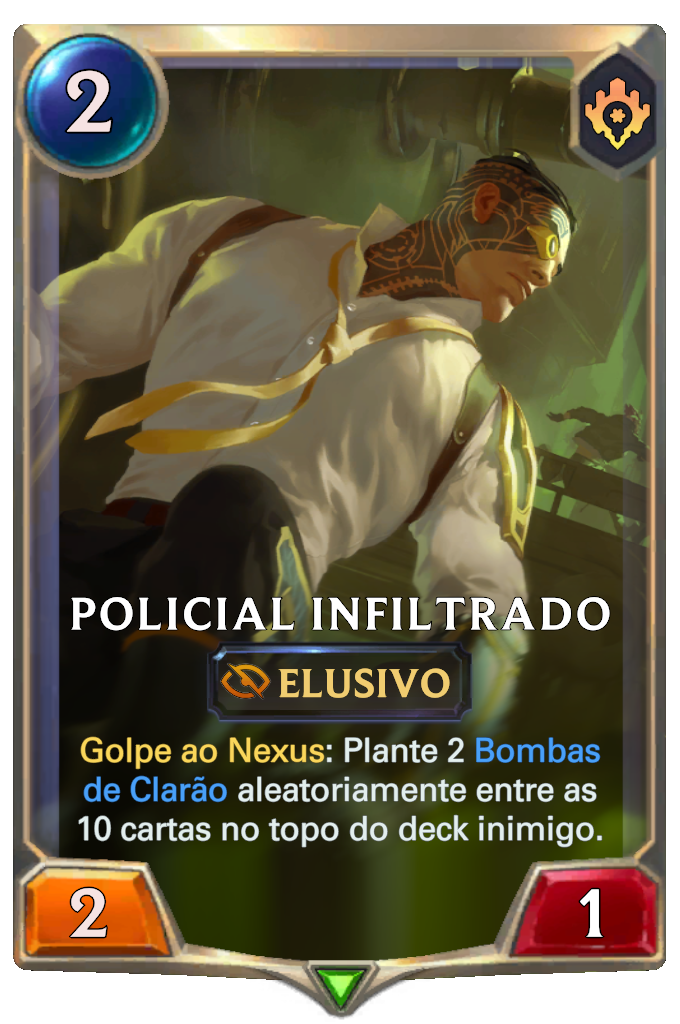 2
POLICIAL INFILTRADO
ELUSIVO
Golpe ao Nexus: Plante 2 Bombas
de Clarão aleatoriamente entre as
10 cartas no topo do deck inimigo.
2
1